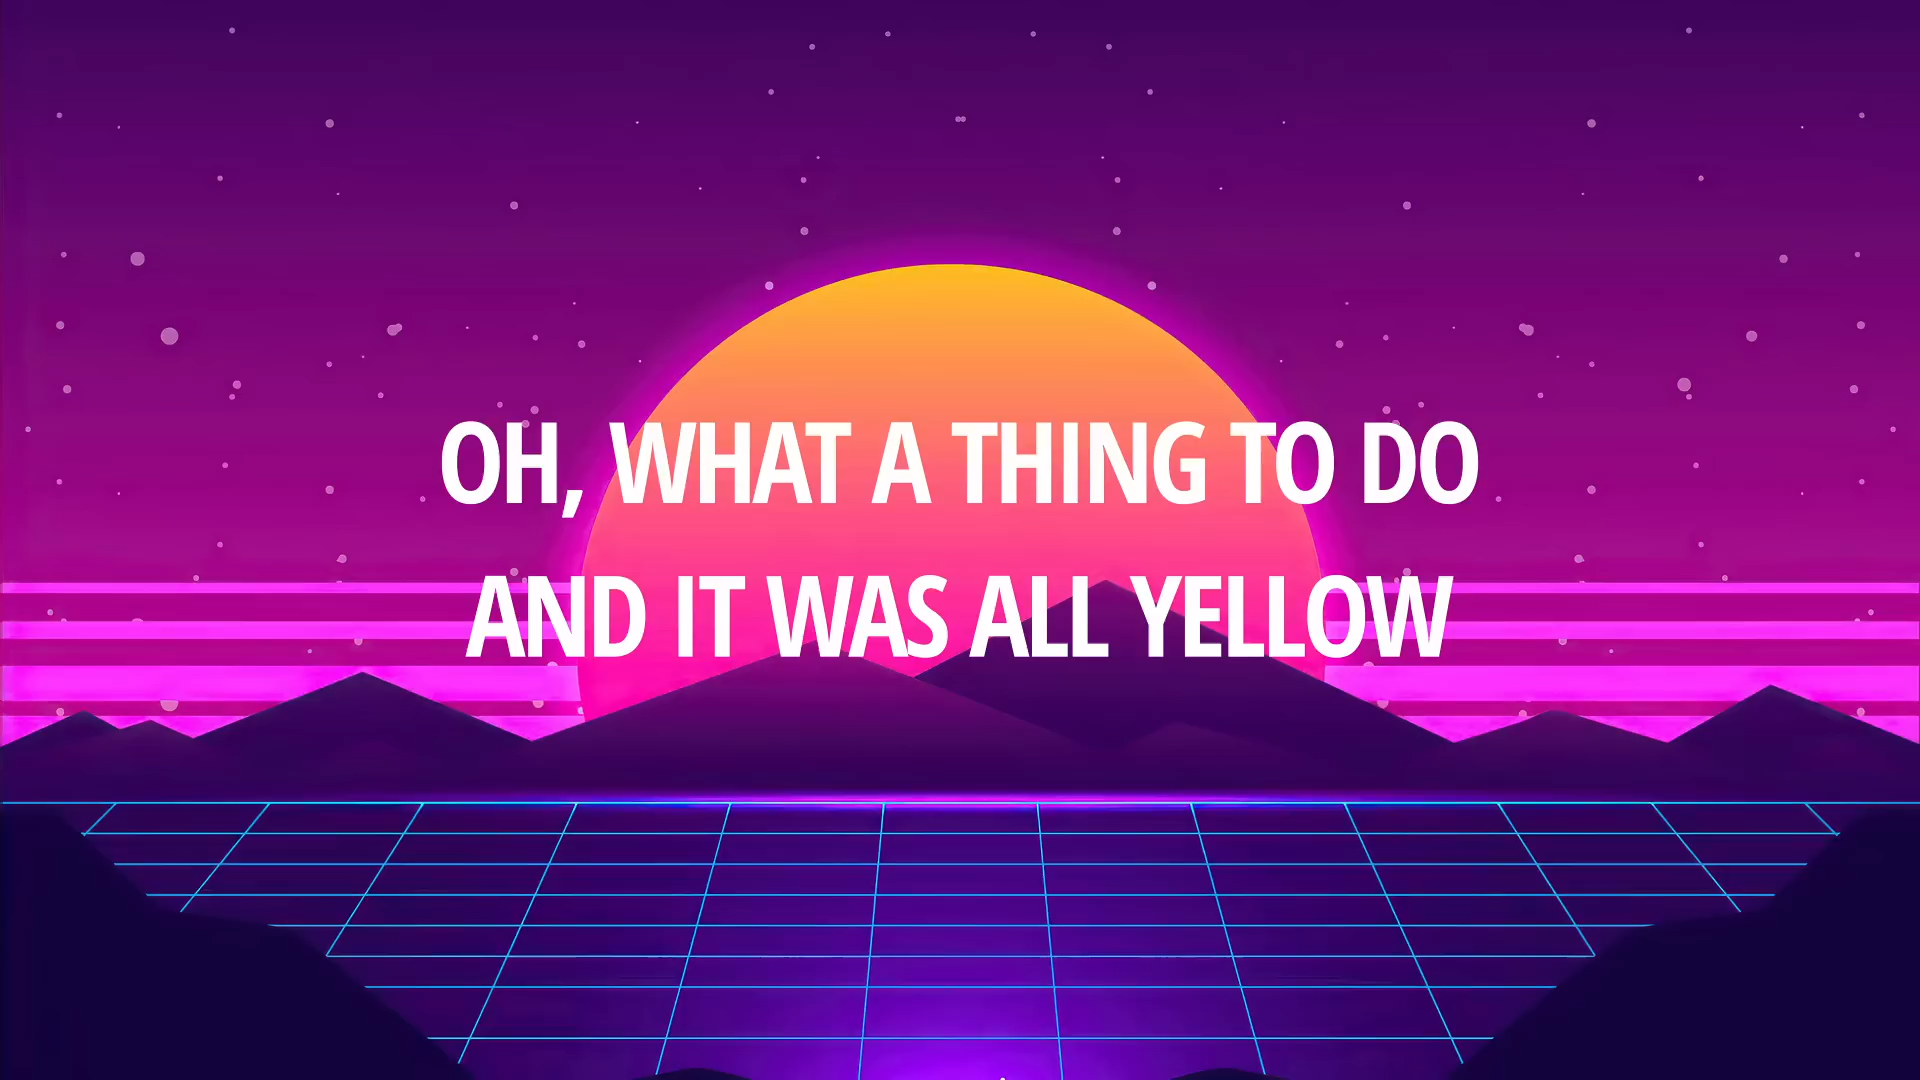 OH, WHAT A THING TO DO
AND IT WAS ALL YELLOW